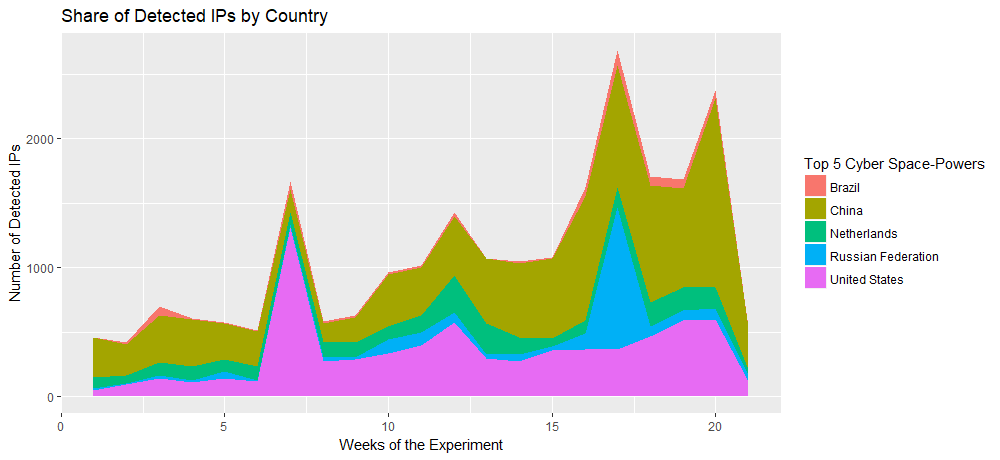 Share of Detected IPs by Country
Number of Detected IPs
2000
1000
0
0
5
10
15
20
Weeks of the Experiment
Top 5 Cyber Space-Powers
Brazil
China
Netherlands
Russian Federation
United States